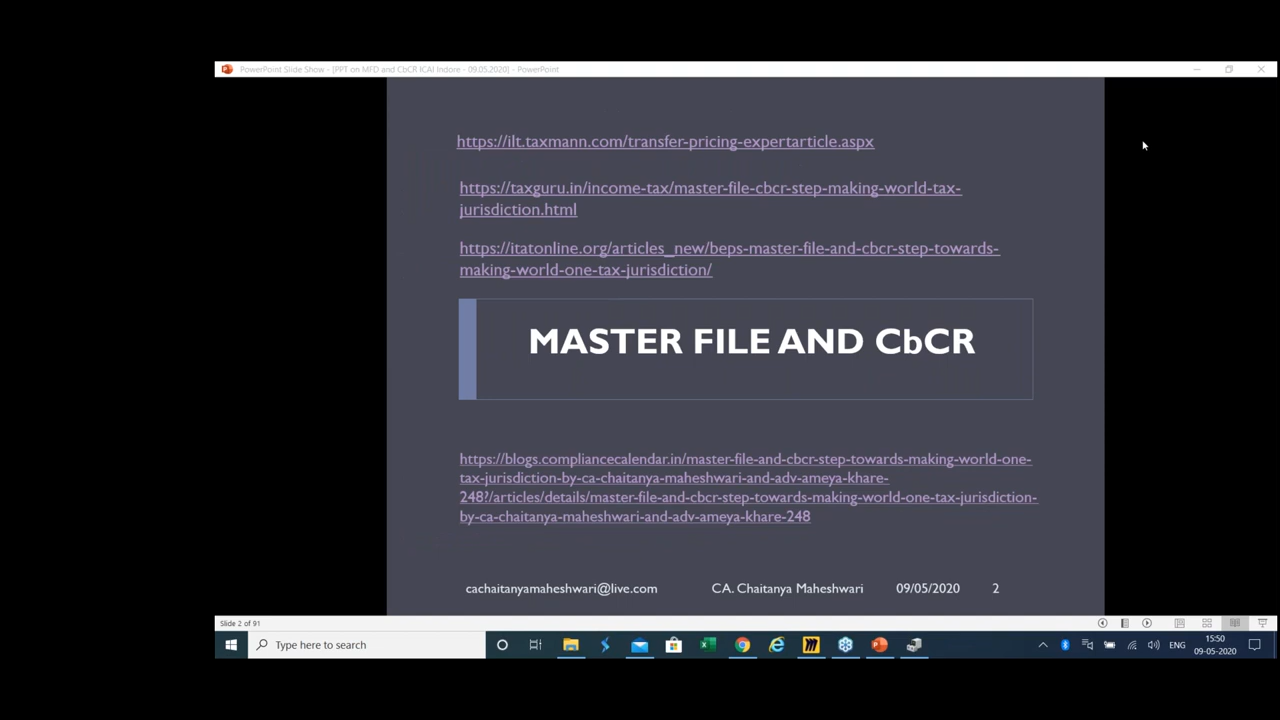 PowerPoint Slide Show - [PPT on MFD and CbCR ICAI Indore - 09.05.2020] - PowerPoint
https://ilt.taxmann.com/transfer-pricing-expertarticle.aspx
https://taxguru.in/income-tax/master-file-cbcr-step-making-world-tax-
jurisdiction.html
https://itatonline.org/articles_new/beps-master-file-and-cbcr-step-towards-
making-world-one-tax-jurisdiction/
MASTER FILE AND CbCR
https://blogs.compliancecalendar.in/master-file-and-cbcr-step-towards-making-world-one-
tax-jurisdiction-by-ca-chaitanya-maheshwari-and-adv-ameya-khare-
248?/articles/details/master-file-and-cbcr-step-towards-making-world-one-tax-jurisdiction-
by-ca-chaitanya-maheshwari-and-adv-ameya-khare-248
cachaitanyamaheshwari@live.com CA. Chaitanya Maheshwari 09/05/2020 2
Slide 2 of 91
Type here to search
ENG
15:50
09-05-2020